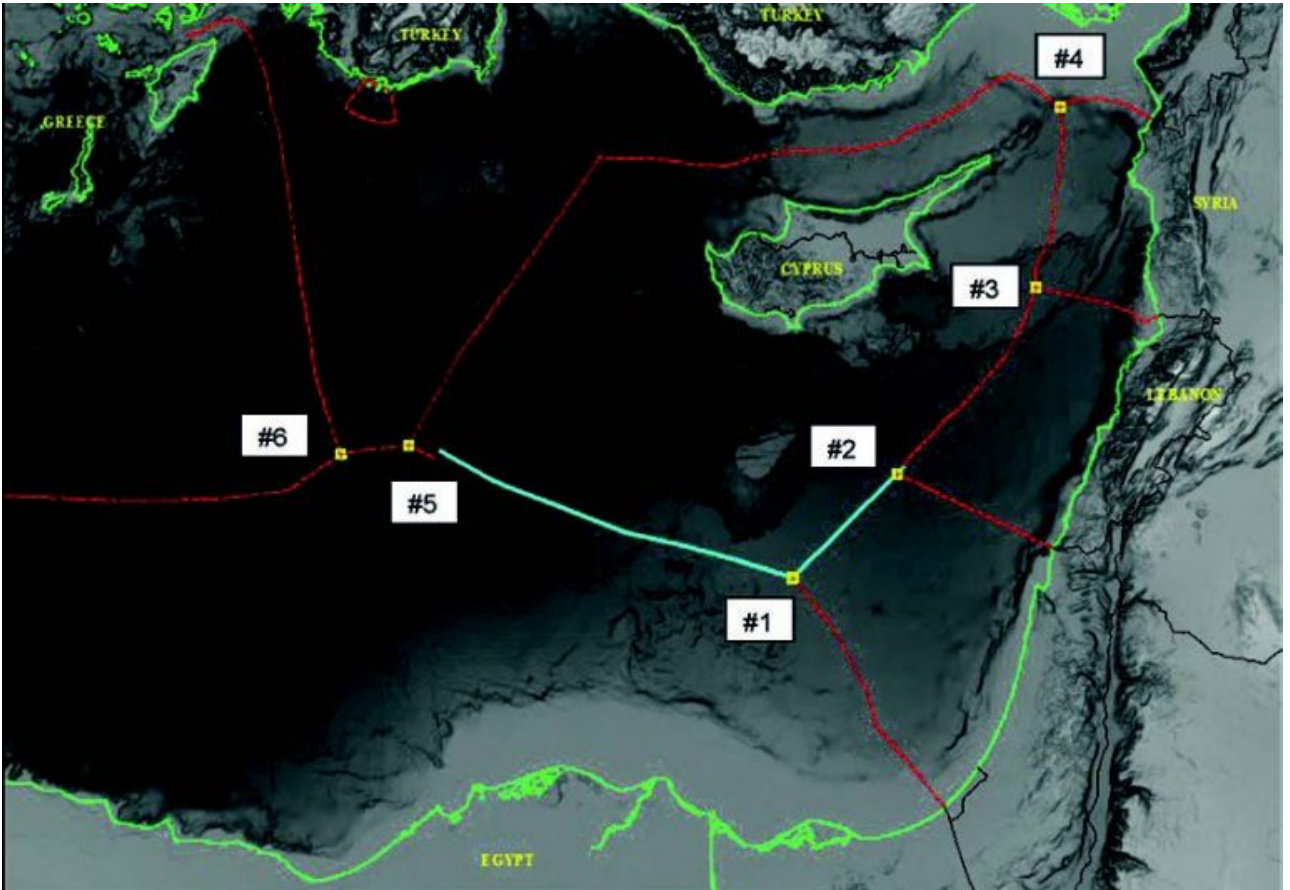 TURKEY
TURKEY
#4
GREECE
SYRIA
CYPRUS
#3
LEBANON
#6
#2
#5
#1
EGYPT